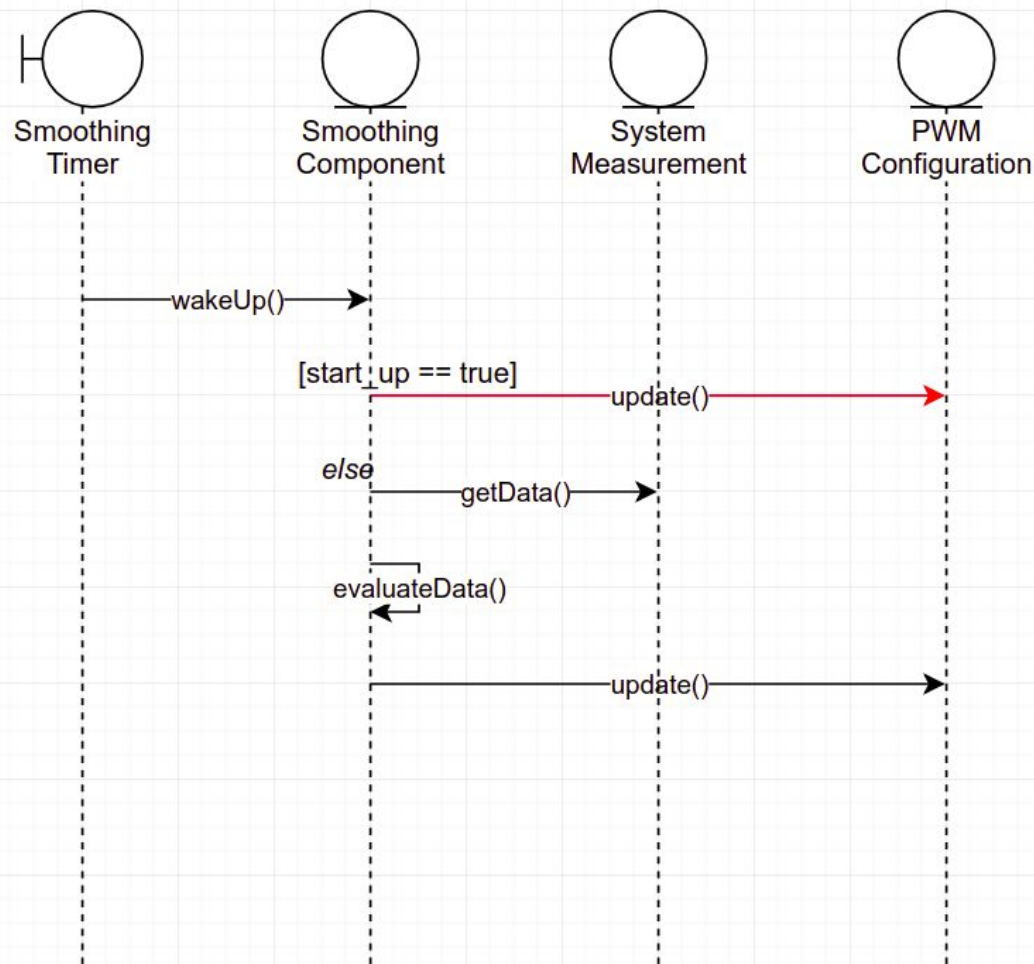 Smoothing
Timer
Smoothing
Component
System
Measurement
PWM
Configuration
wakeUp()
[start_up == true]
update()
else
getData()
evaluateData()
update()